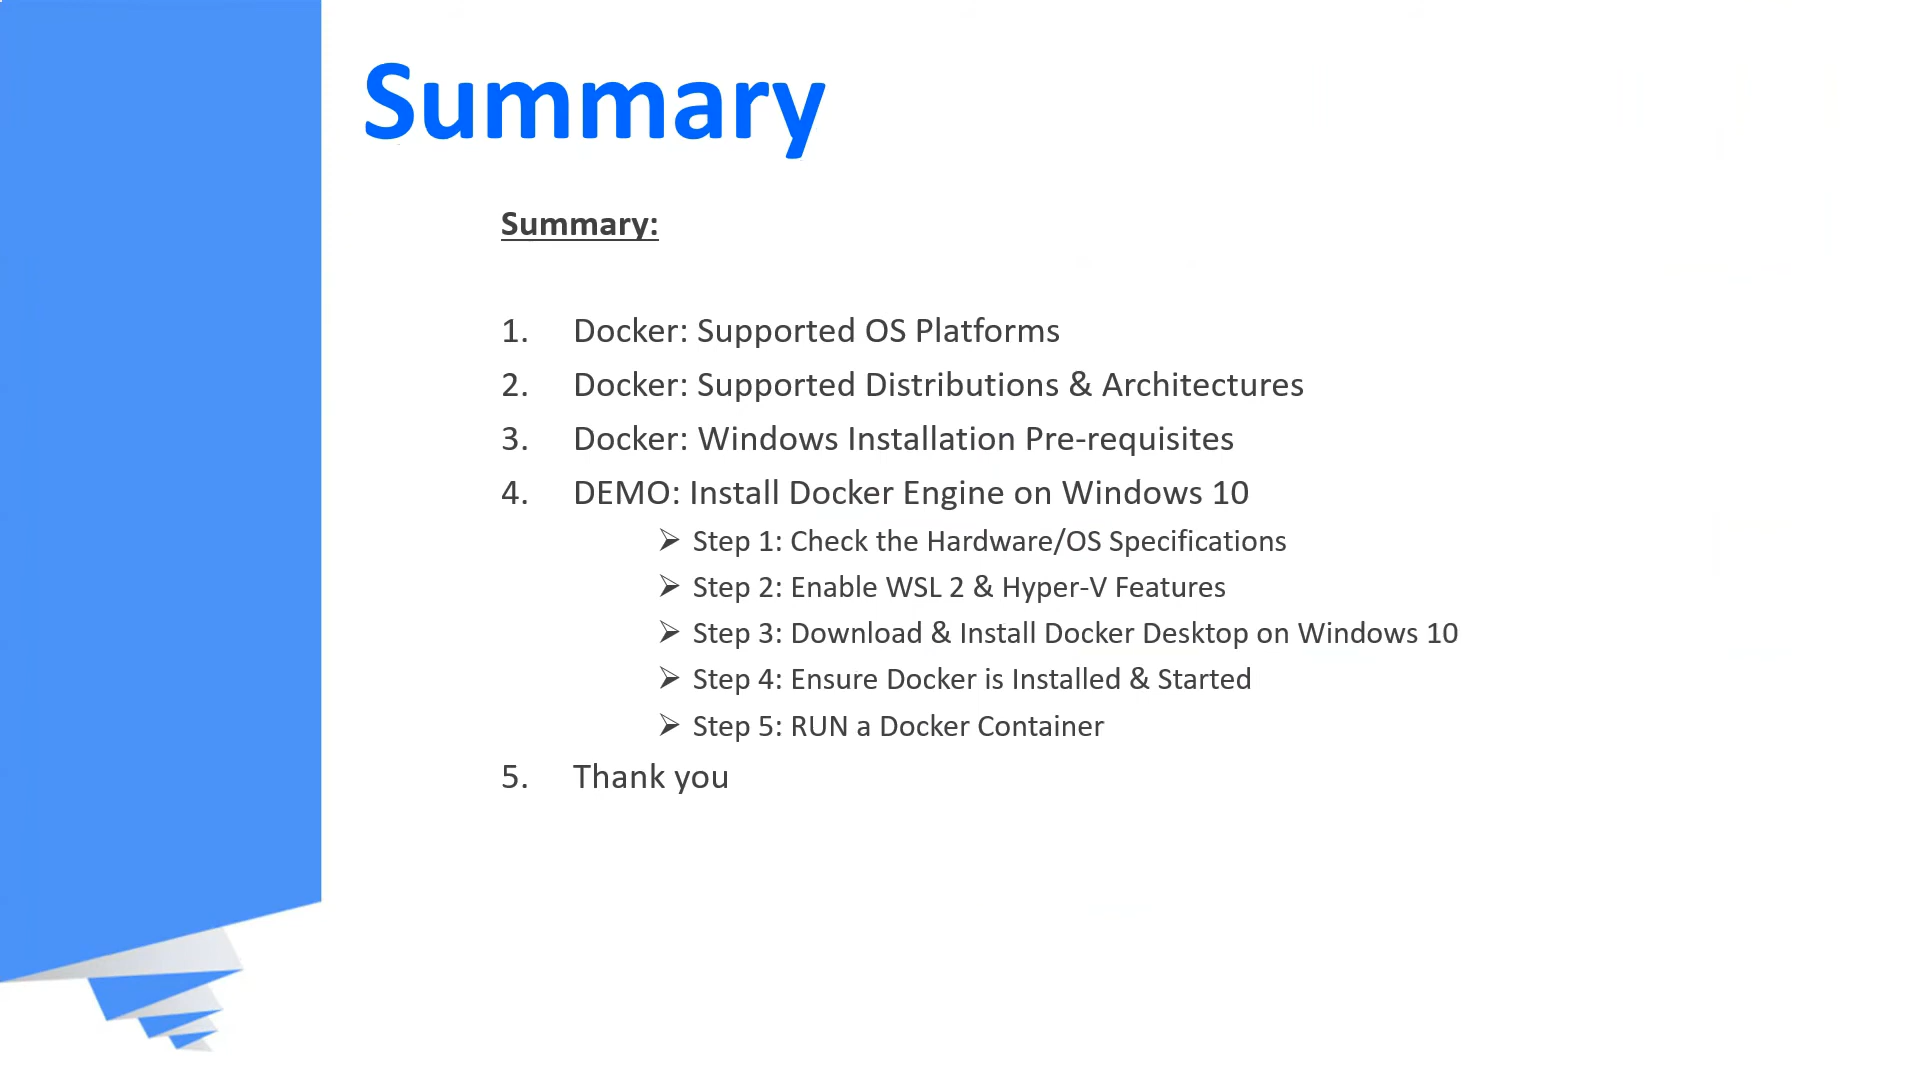 Summary
Summary:
1. Docker: Supported OS Platforms
2. Docker: Supported Distributions & Architectures
3. Docker: Windows Installation Pre-requisites
4. DEMO: Install Docker Engine on Windows 10
➢ Step 1: Check the Hardware/OS Specifications
➢ Step 2: Enable WSL 2 & Hyper-V Features
➢ Step 3: Download & Install Docker Desktop on Windows 10
➢ Step 4: Ensure Docker is Installed & Started
➢ Step 5: RUN a Docker Container
5. Thank you